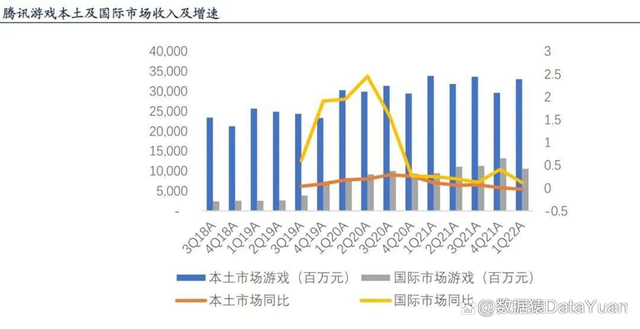 腾讯游戏本土及国际市场收入及增速
40,000
35,000
30,000
25,000
20,000
15,000
10,000
5,000
-
3
2.5
2
1.5
1
0.5
0
-0.5
3Q18A
4Q18A
1Q19A
2Q19A
3Q19A
4Q19A
1Q20A
2Q20A
3Q20A
4Q20A
1Q21A
2Q21A
3Q21A
4Q21A
1Q22A
本土市场游戏（百万元）
国际市场游戏（百万元）
本土市场同比
国际市场同比
知乎 @数据猿DataYuan